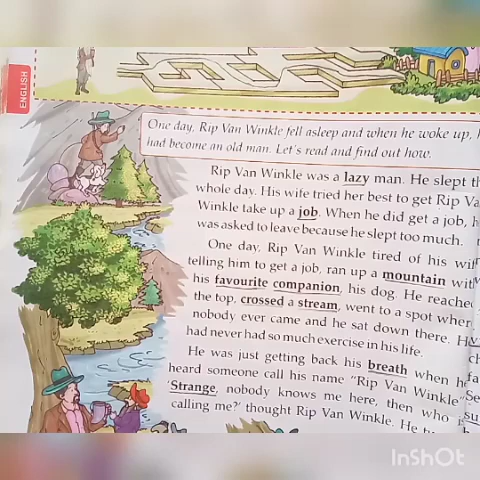 ENGLISH
One day, Rip Van Winkle fell asleep and when he woke up,
had become an old man. Let's read and find out how.
Rip Van Winkle was a lazy man. He slept
whole day. His wife tried her best to get Rip
Winkle take up a job. When he did get a job,
was asked to leave because he slept too much.
One day, Rip Van Winkle tired of his
telling him to get a job, ran up a mountain
his favourite companion, his dog. He
the top, crossed a stream, went to a spot
nobody ever came and he sat down there.
had never had so much exercise in his life.
He was just getting back his breath when
heard someone call his name "Rip Van Winkle"
'Strange, nobody knows me here, then who
calling me?' thought Rip Van Winkle. He
InShOt